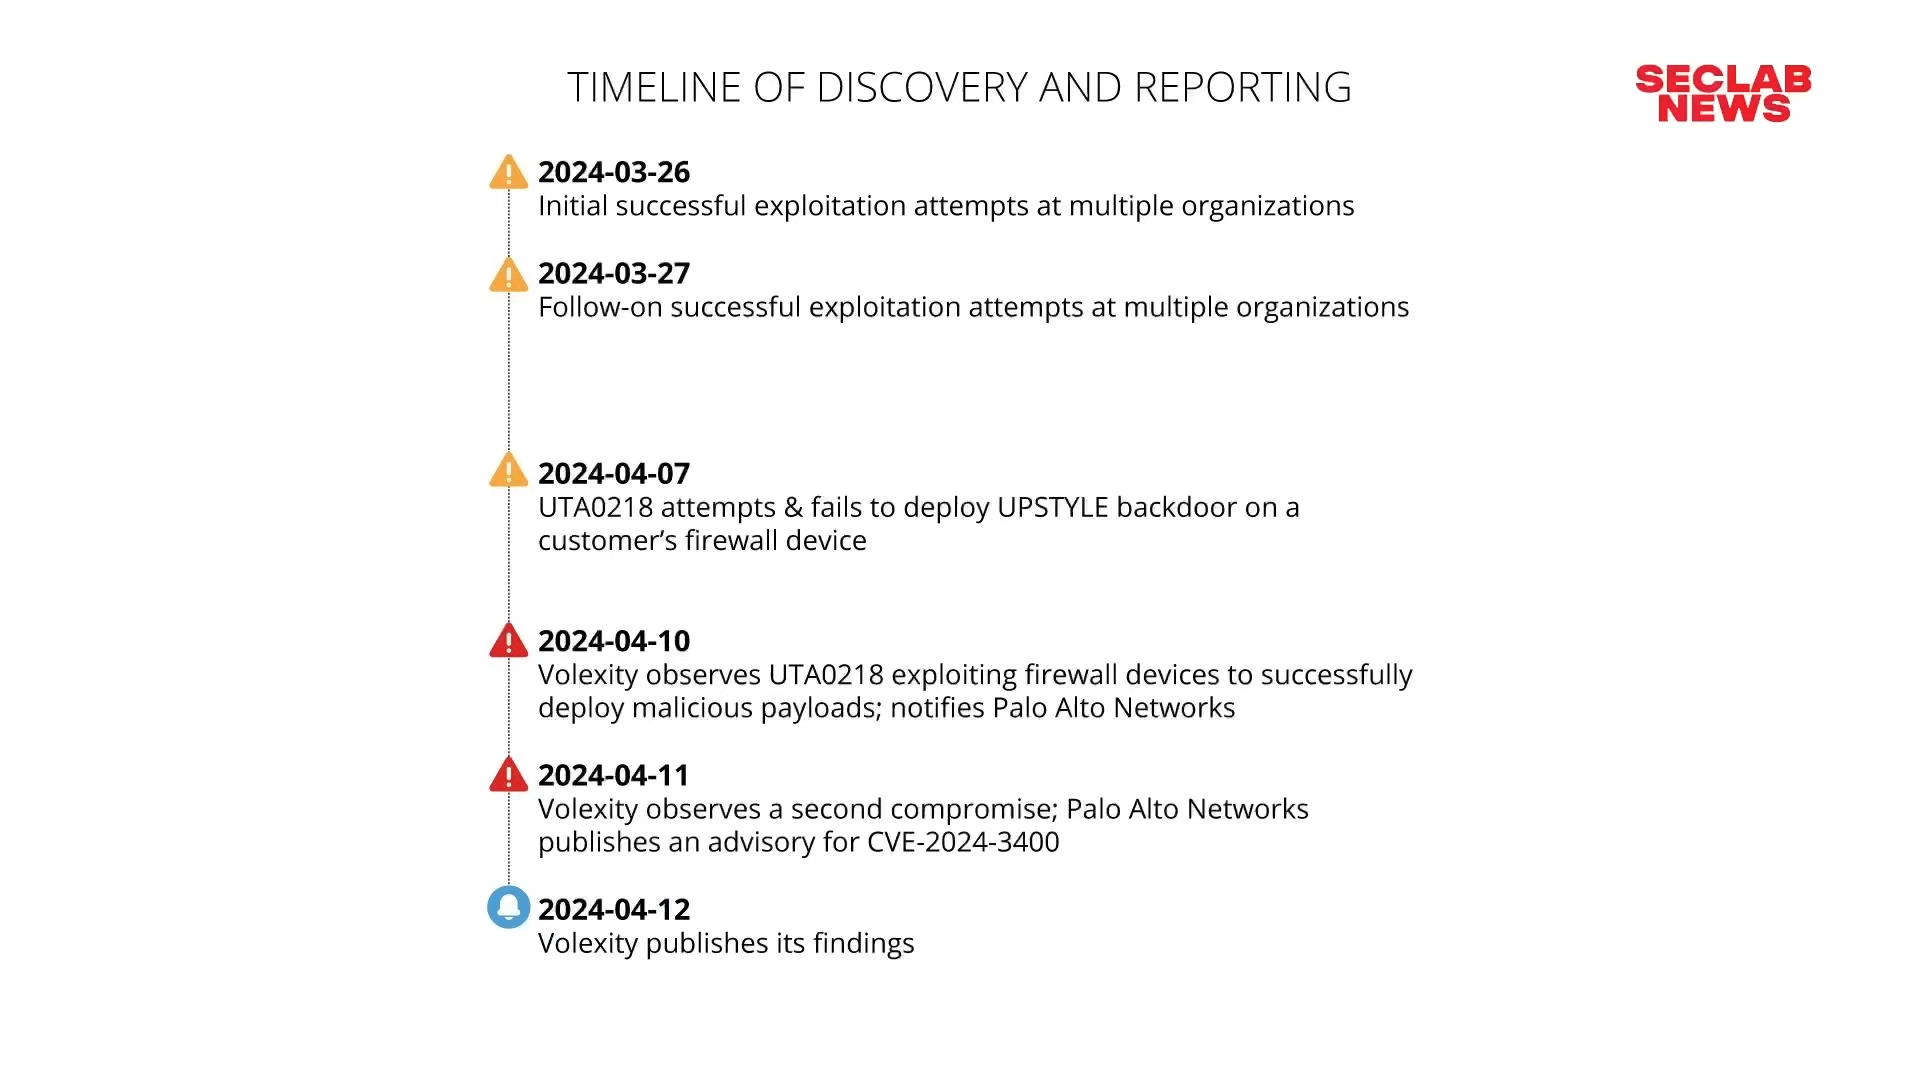 TIMELINE OF DISCOVERY AND REPORTING
SECLAB
NEWS
2024-03-26
Initial successful exploitation attempts at multiple organizations
2024-03-27
Follow-on successful exploitation attempts at multiple organizations
2024-04-07
UTA0218 attempts & fails to deploy UPSTYLE backdoor on a
customer’s firewall device
2024-04-10
Volexity observes UTA0218 exploiting firewall devices to successfully
deploy malicious payloads; notifies Palo Alto Networks
2024-04-11
Volexity observes a second compromise; Palo Alto Networks
publishes an advisory for CVE-2024-3400
2024-04-12
Volexity publishes its findings